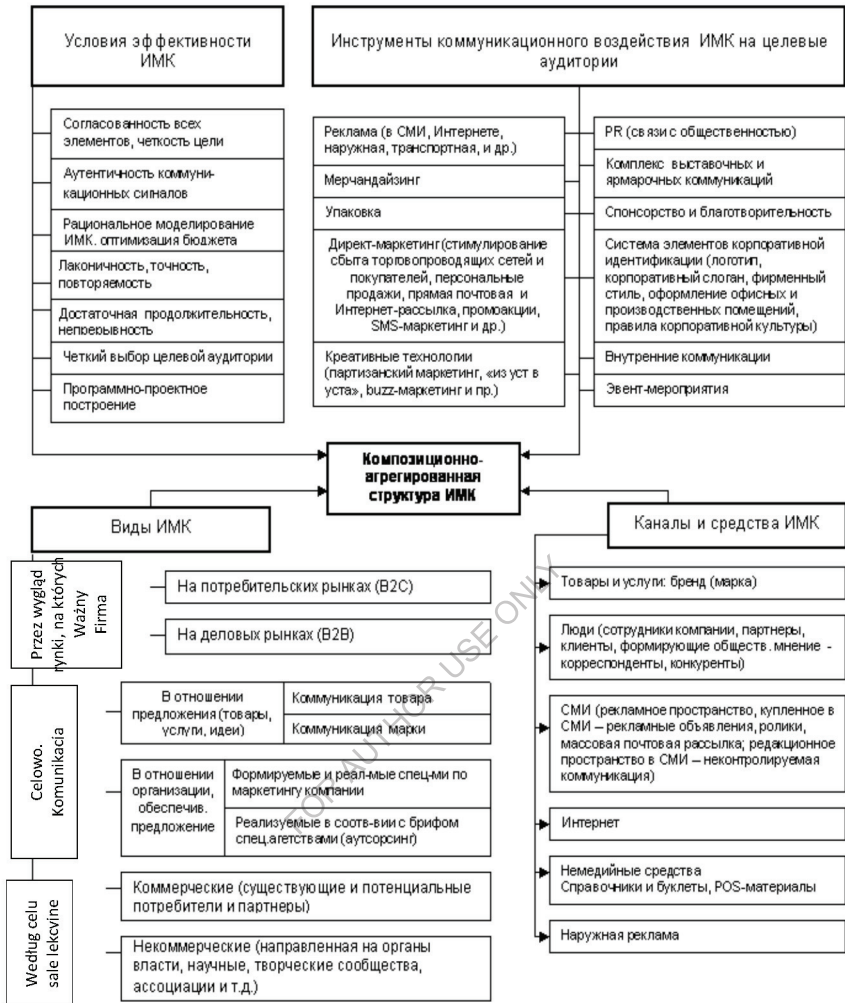 Условия эффективности
ИМК
Инструменты коммуникационного воздействия ИМК на целевые
аудитории
Согласованность всех
элементов, четкость цели
Аутентичность коммуни-
кационных сигналов
Рациональное моделирование
ИМК. оптимизация бюджета
Лаконичность, точность,
повторяемость
Достаточная продолжительность,
непрерывность
Четкий выбор целевой аудитории
Программно-проектное
построение
Реклама (в СМИ, Интернете,
наружная, транспортная, и др.)
Мерчандайзинг
Упаковка
Директ-маркетинг (стимулирование
сбыта торговопроводящих сетей и
покупателей, персональные
продажи, прямая почтовая и
Интернет-рассылка, промоакции,
SMS-маркетинг и др.)
Креативные технологии
(партизанский маркетинг, «из уст в
уста», buzz-маркетинг и пр.)
PR (связи с общественностью)
Комплекс выставочных и
ярмарочных коммуникаций
Спонсорство и благотворительность
Система элементов корпоративной
идентификации (логотип,
корпоративный слоган, фирменный
стиль, оформление офисных и
производственных помещений,
правила корпоративной культуры)
Внутренние коммуникации
Эвент-мероприятия
Композиционно-
агрегированная
структура ИМК
Виды ИМК
Przez wygląd
rynki, на которых
Ważny
Firma
На потребительских рынках (B2C)
На деловых рынках (B2B)
Celowo.
Komunikacia
В отношении
предложения (товары,
услуги, идеи)
Коммуникация товара
Коммуникация марки
В отношении
организации,
обеспечив.
предложение
Формируемые и реал-мые спец-ми по
маркетингу компании
Реализуемые в соотв-вии с брифом
спец.агетствами (аутсорсинг)
Według celu
sale lekcyine
Коммерческие (существующие и потенциальные
потребители и партнеры)
Некоммерческие (направленная на органы
власти, научные, творческие сообщества,
ассоциации и т.д.)
Каналы и средства ИМК
Товары и услуги: бренд (марка)
Люди (сотрудники компании, партнеры,
клиенты, формирующие обществ. мнение -
корреспонденты, конкуренты)
СМИ (рекламное пространство, купленное в
СМИ – рекламные объявления, ролики,
массовая почтовая рассылка; редакционное
пространство в СМИ – неконтролируемая
коммуникация)
Интернет
Немедийные средства
Справочники и буклеты, POS-материалы
Наружная реклама
FOR AUTHOR USE ONLY